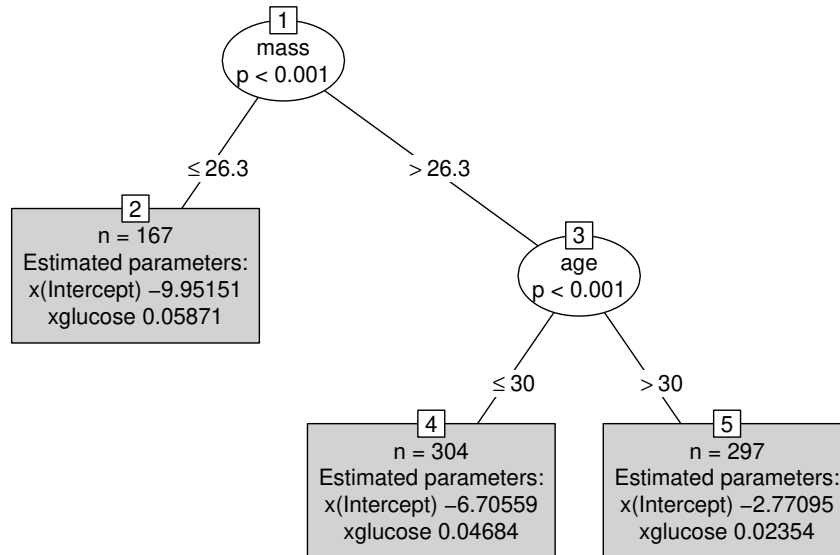 1
mass
p < 0.001
≤ 26.3
> 26.3
2
n = 167
Estimated parameters:
x(Intercept) −9.95151
xglucose 0.05871
3
age
p < 0.001
≤ 30
> 30
4
n = 304
Estimated parameters:
x(Intercept) −6.70559
xglucose 0.04684
5
n = 297
Estimated parameters:
x(Intercept) −2.77095
xglucose 0.02354